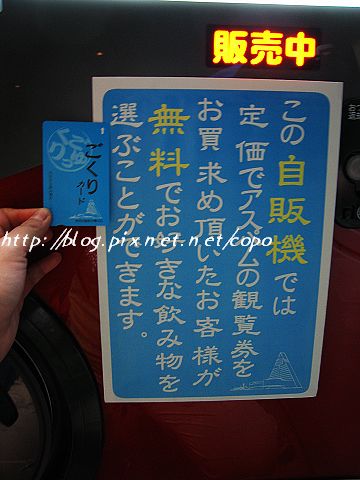 販売中
この自販機では
定価でアスパムの観覧券を
お買い求め頂いたお客様が
無料でお好きな飲み物を
選ぶことができます。
ごくり
カード
http://blog.pixnet.net/copo